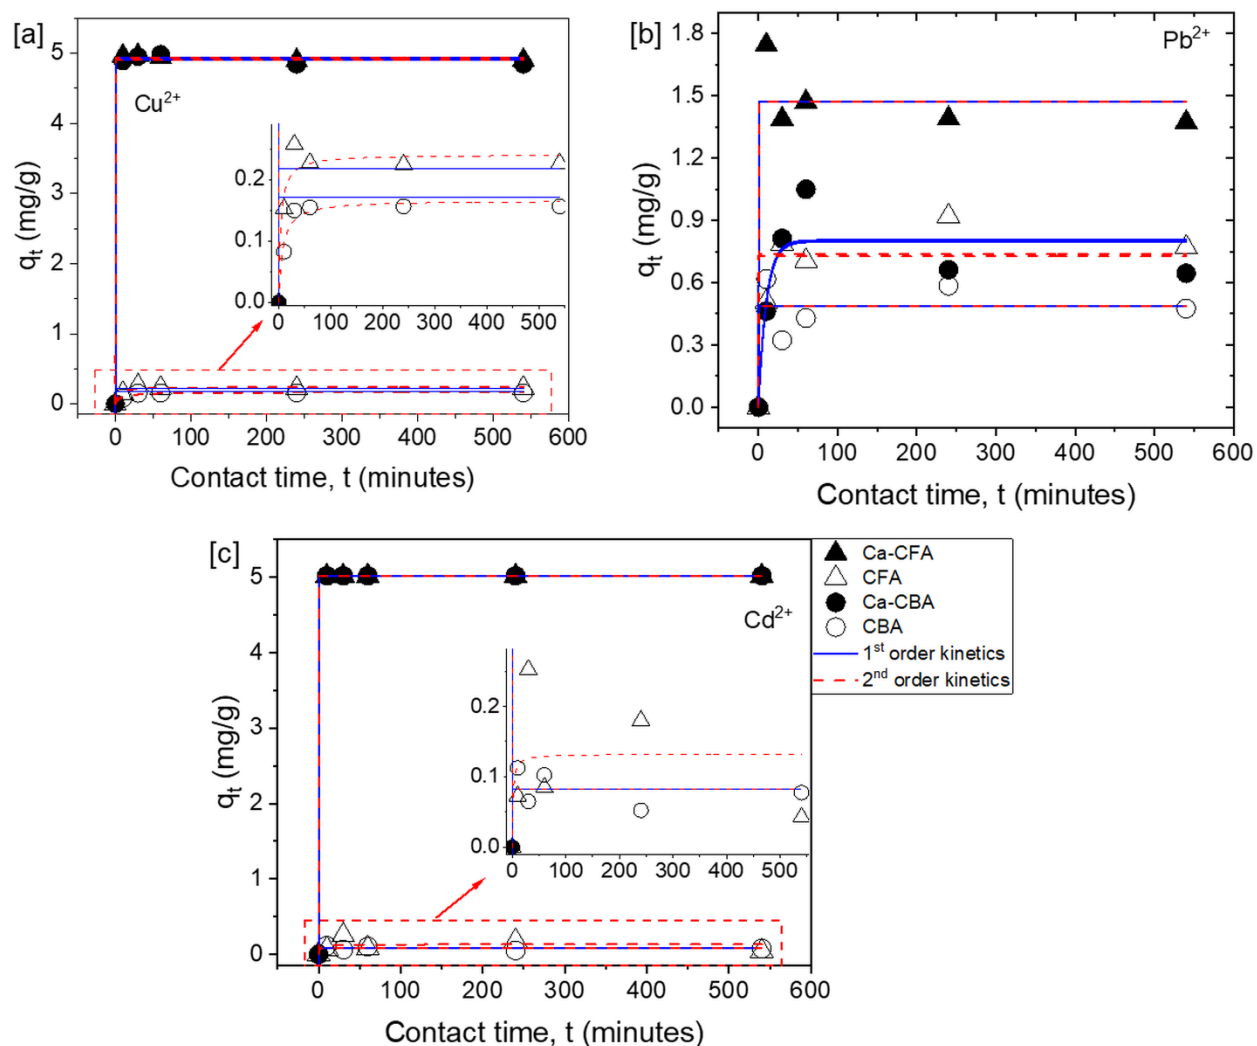 [a]
5
4
3
2
1
0
q_t (mg/g)
Cu²⁺
0.2
0.1
0.0
0 100 200 300 400 500
0 100 200 300 400 500 600
Contact time, t (minutes)
[b]
Pb²⁺
1.8
1.5
1.2
0.9
0.6
0.3
0.0
q_t (mg/g)
0 100 200 300 400 500 600
Contact time, t (minutes)
[c]
5
4
3
2
1
0
q_t (mg/g)
Cd²⁺
0.2
0.1
0.0
0 100 200 300 400 500
0 100 200 300 400 500 600
Contact time, t (minutes)
Ca-CFA
CFA
Ca-CBA
CBA
1ˢᵗ order kinetics
2ⁿᵈ order kinetics